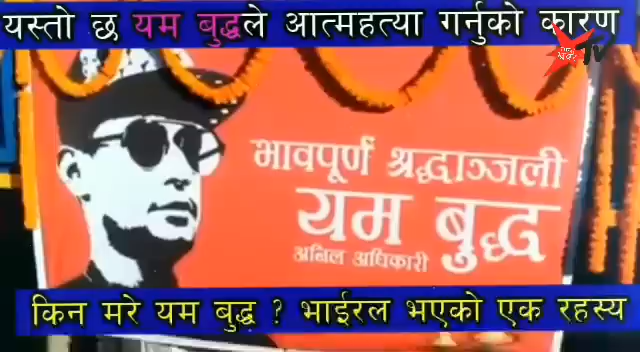 यस्तो छ यम बुद्धले आत्महत्या गर्नुको कारण
TV
भावपूर्ण श्रद्धाञ्जली
यम बुद्ध
अनिल अधिकारी
किन मरे यम बुद्ध ? भाईरल भएको एक रहस्य